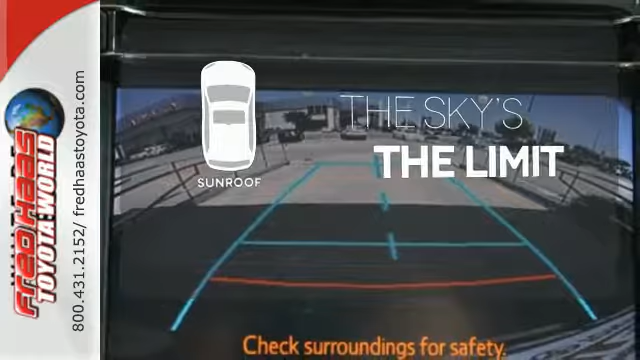 FRED HAAS
TOYOTA WORLD
800.431.2152/ fredhaastoyota.com
SUNROOF
THE SKY'S
THE LIMIT
Check surroundings for safety.